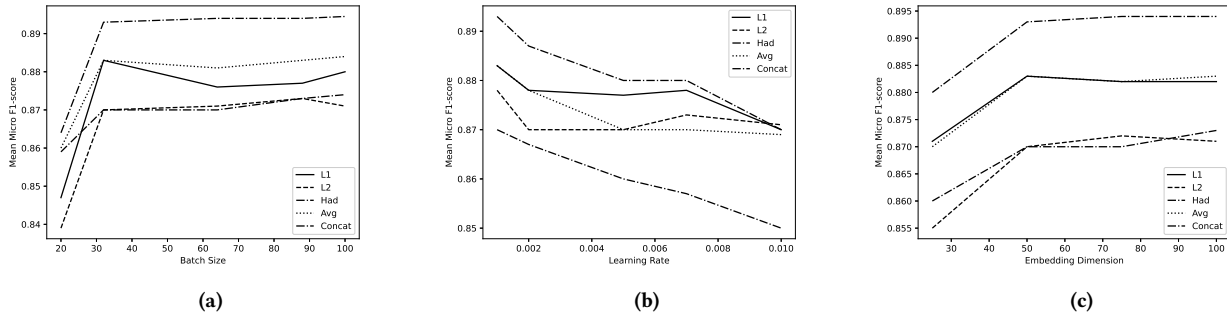 0.89
0.88
0.87
0.86
0.85
0.84
Mean Micro F1-score
20 30 40 50 60 70 80 90 100
Batch Size
L1
L2
Had
Avg
Concat
(a)
0.89
0.88
0.87
0.86
0.85
Mean Micro F1-score
0.002 0.004 0.006 0.008 0.010
Learning Rate
L1
L2
Had
Avg
Concat
(b)
0.895
0.890
0.885
0.880
0.875
0.870
0.865
0.860
0.855
Mean Micro F1-score
30 40 50 60 70 80 90 100
Embedding Dimension
L1
L2
Had
Avg
Concat
(c)